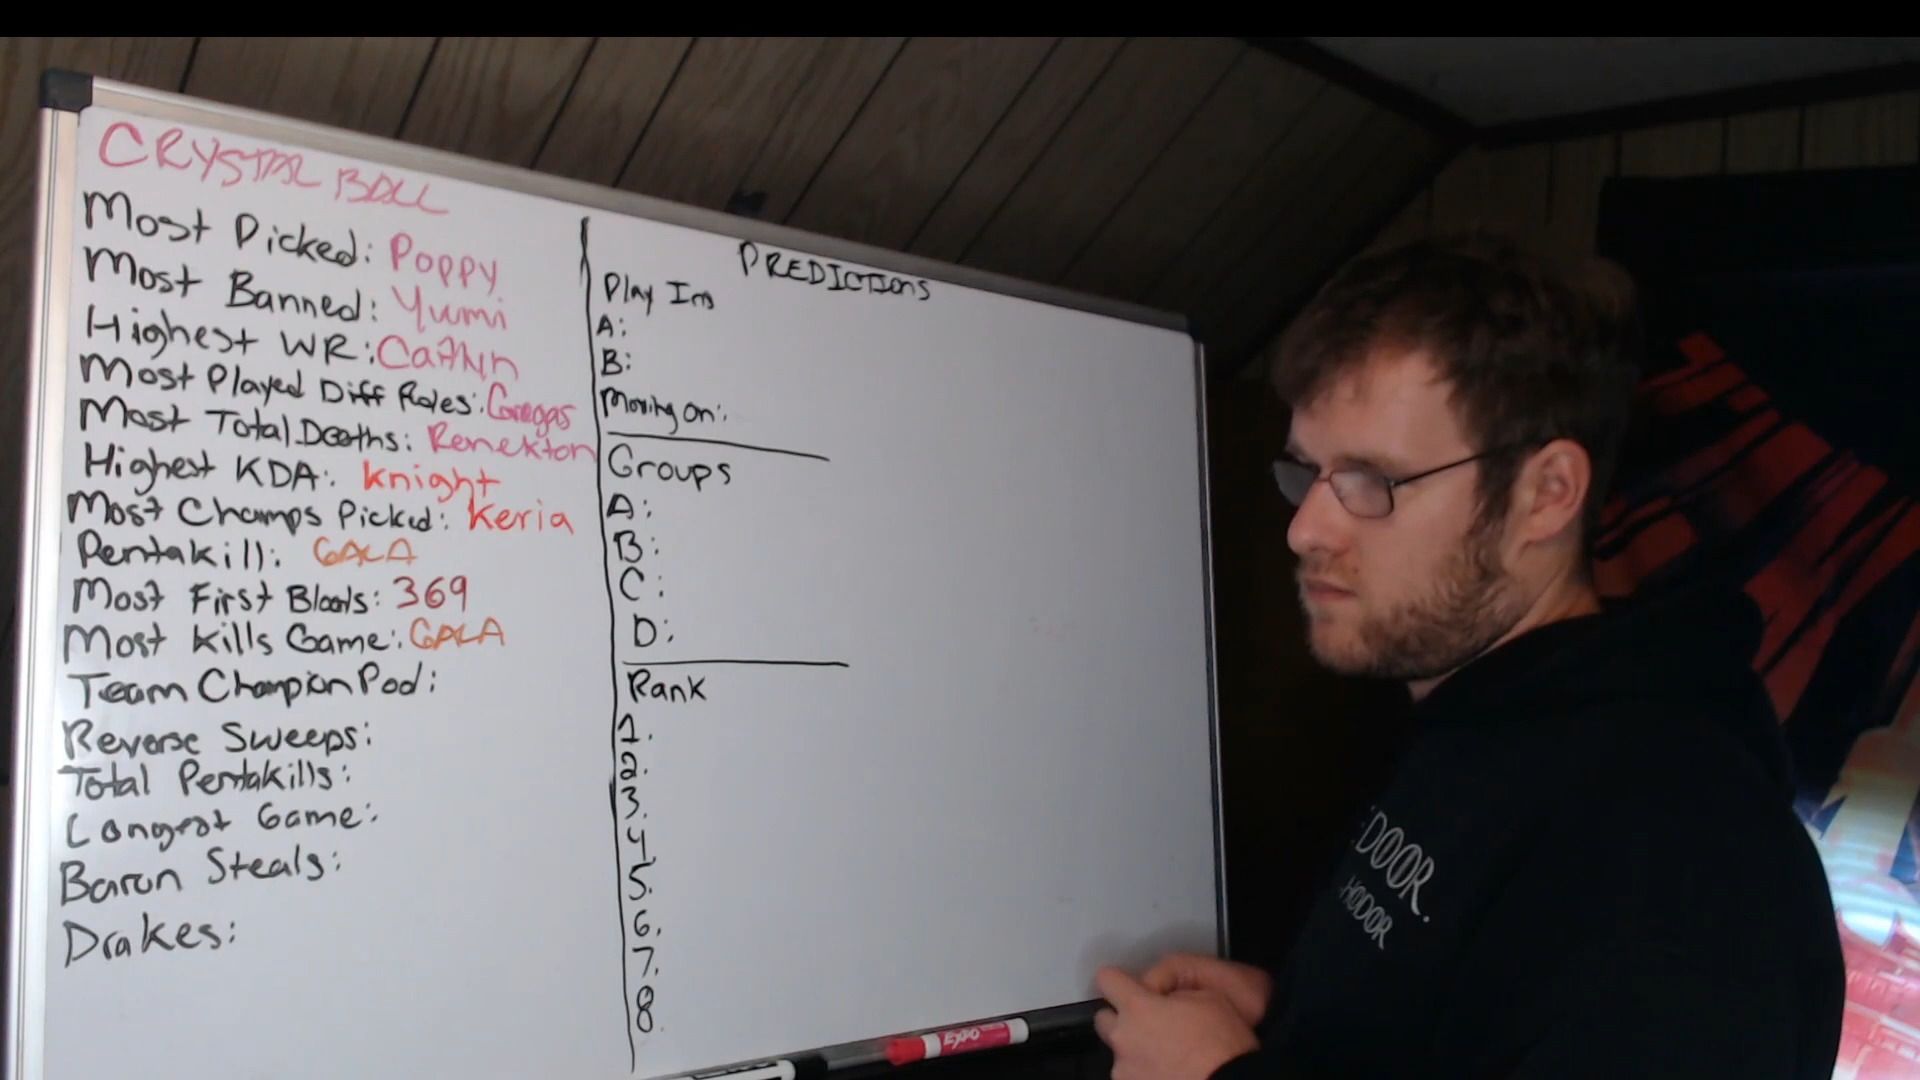 CRYSTAL BALL
Most Picked: Poppy
Most Banned: Yumi
Highest WR: Caitlyn
Most Played Diff Roles: Gragas
Most Total Deaths: Renekton
Highest KDA: knight
Most Champs Picked: Keria
Pentakill: GALA
Most First Bloods: 369
Most Kills Game: GALA
Team Champion Pool:
Reverse Sweeps:
Total Pentakills:
Longest Game:
Baron Steals:
Drakes:
PREDICTIONS
Play Ins
A:
B:
Moving on:
Groups
A:
B:
C:
D:
Rank
1.
2.
3.
4.
5.
6.
7.
8.
EXPO
DOOR.
HODOR